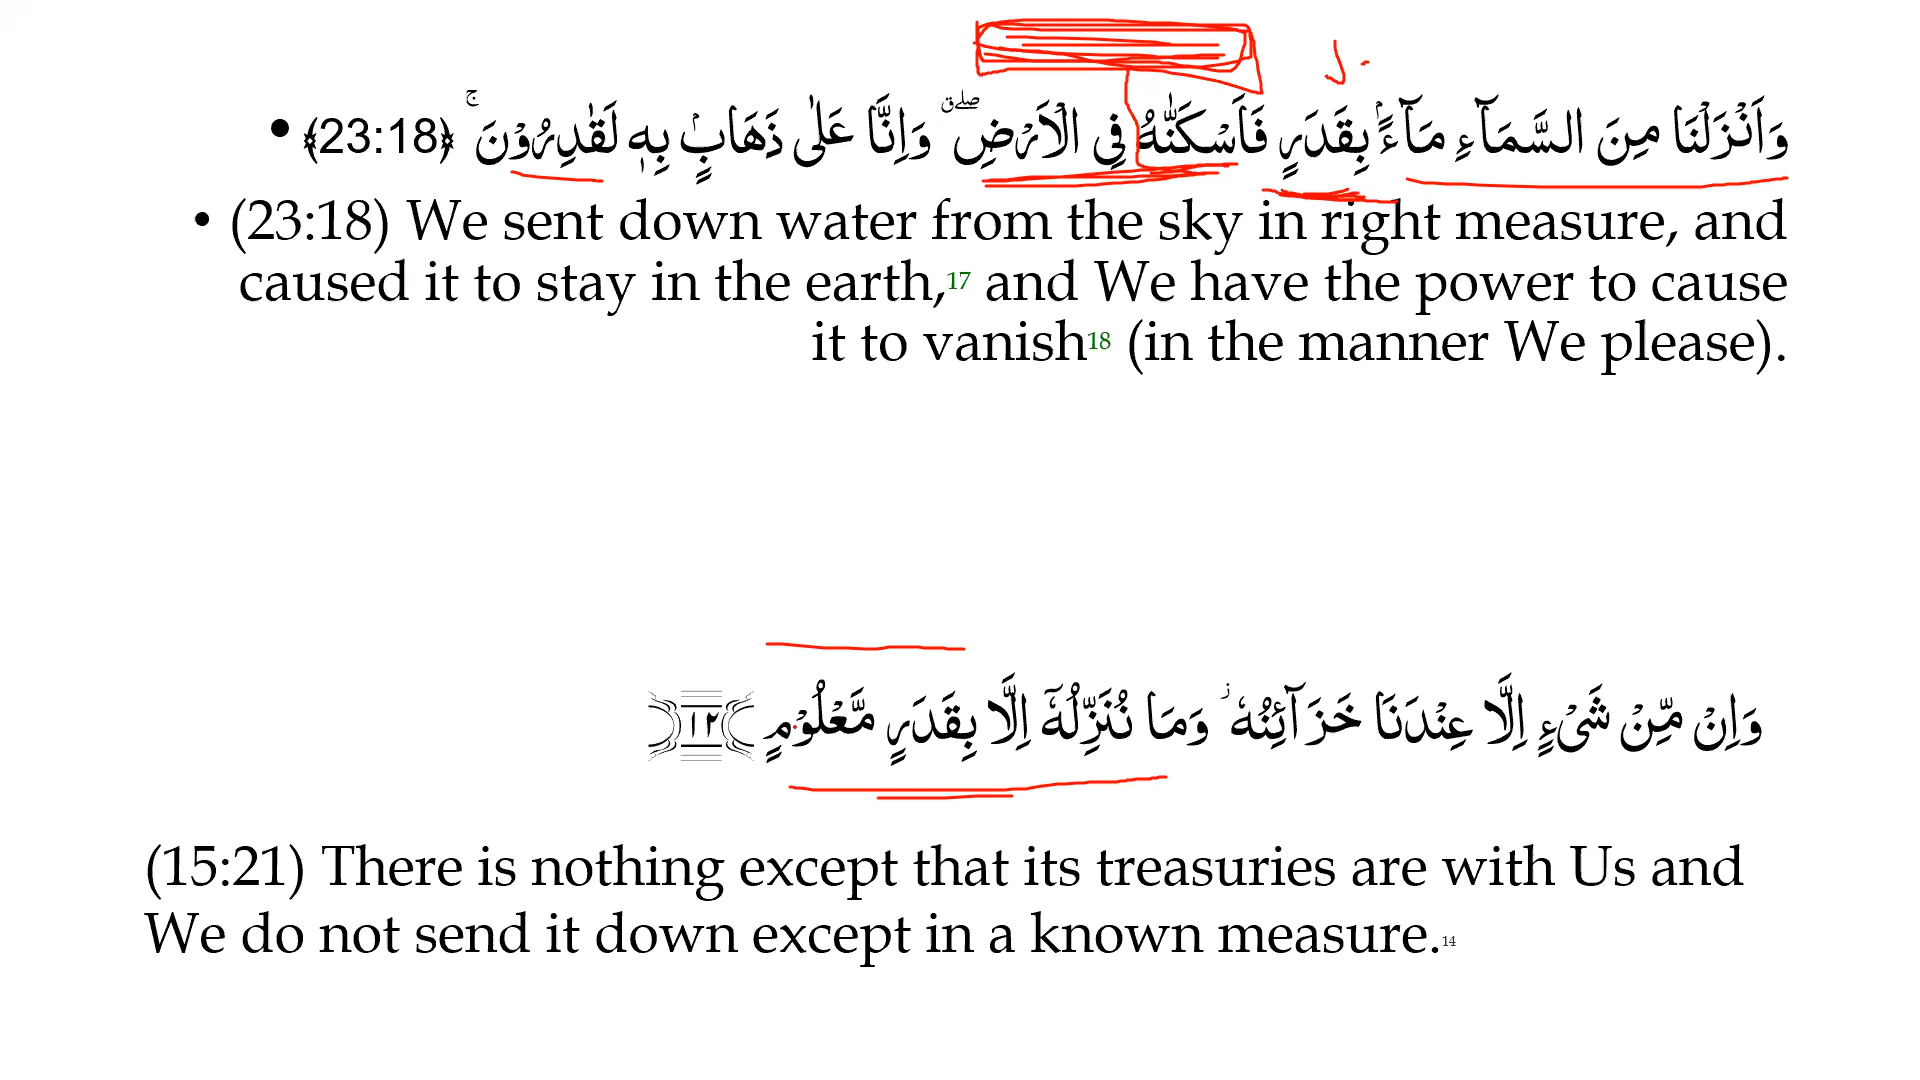 • وَاَنْزَلْنَا مِنَ السَّمَآءِ مَآءًۢ بِقَدَرٍ فَاَسْكَنّٰهُ فِي الْاَرْضِ ۖق وَاِنَّا عَلٰى ذَهَابٍۢ بِهٖ لَقٰدِرُوْنَ ۚ ﴿23:18﴾
• (23:18) We sent down water from the sky in right measure, and
caused it to stay in the earth,17 and We have the power to cause
it to vanish18 (in the manner We please).
وَاِنْ مِّنْ شَيْءٍ اِلَّا عِنْدَنَا خَزَآئِنُهٗ ز وَمَا نُنَزِّلُهٗٓ اِلَّا بِقَدَرٍ مَّعْلُوْمٍ ١٢
(15:21) There is nothing except that its treasuries are with Us and
We do not send it down except in a known measure.14